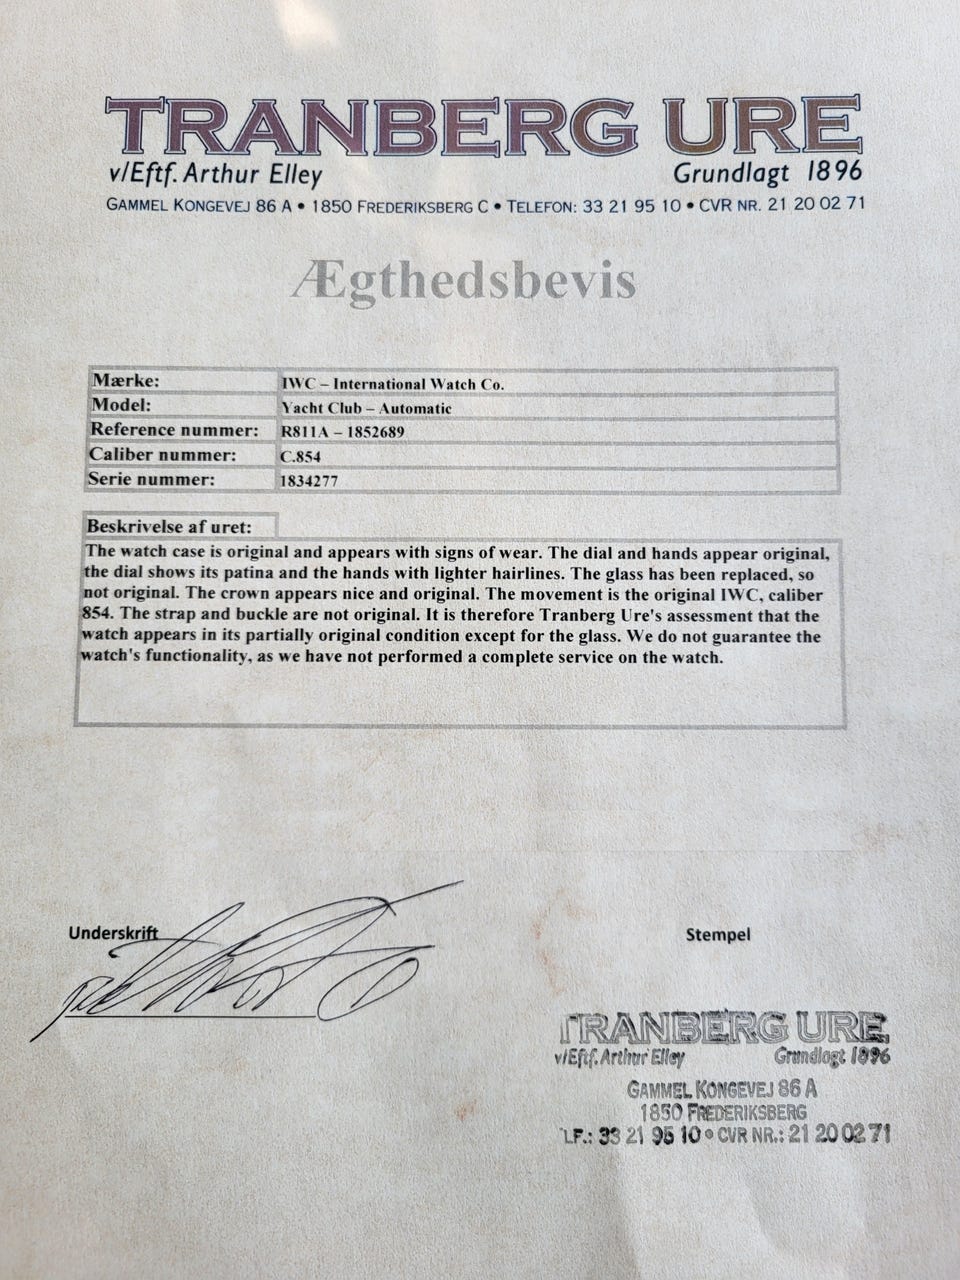 TRANBERG URE
v/Eftf. Arthur Elley Grundlagt 1896
GAMMEL KONGEVEJ 86 A • 1850 FREDERIKSBERG C • TELEFON: 33 21 95 10 • CVR NR. 21 20 02 71
Ægthedsbevis
Mærke: IWC – International Watch Co.
Model: Yacht Club – Automatic
Reference nummer: R811A – 1852689
Caliber nummer: C.854
Serie nummer: 1834277
Beskrivelse af uret:
The watch case is original and appears with signs of wear. The dial and hands appear original,
the dial shows its patina and the hands with lighter hairlines. The glass has been replaced, so
not original. The crown appears nice and original. The movement is the original IWC, caliber
854. The strap and buckle are not original. It is therefore Tranberg Ure's assessment that the
watch appears in its partially original condition except for the glass. We do not guarantee the
watch's functionality, as we have not performed a complete service on the watch.
Underskrift Stempel
TRANBERG URE
v/Eftf. Arthur Elley Grundlagt 1896
GAMMEL KONGEVEJ 86 A
1850 FREDERIKSBERG
LF.: 33 21 95 10 • CVR NR.: 21 20 02 71